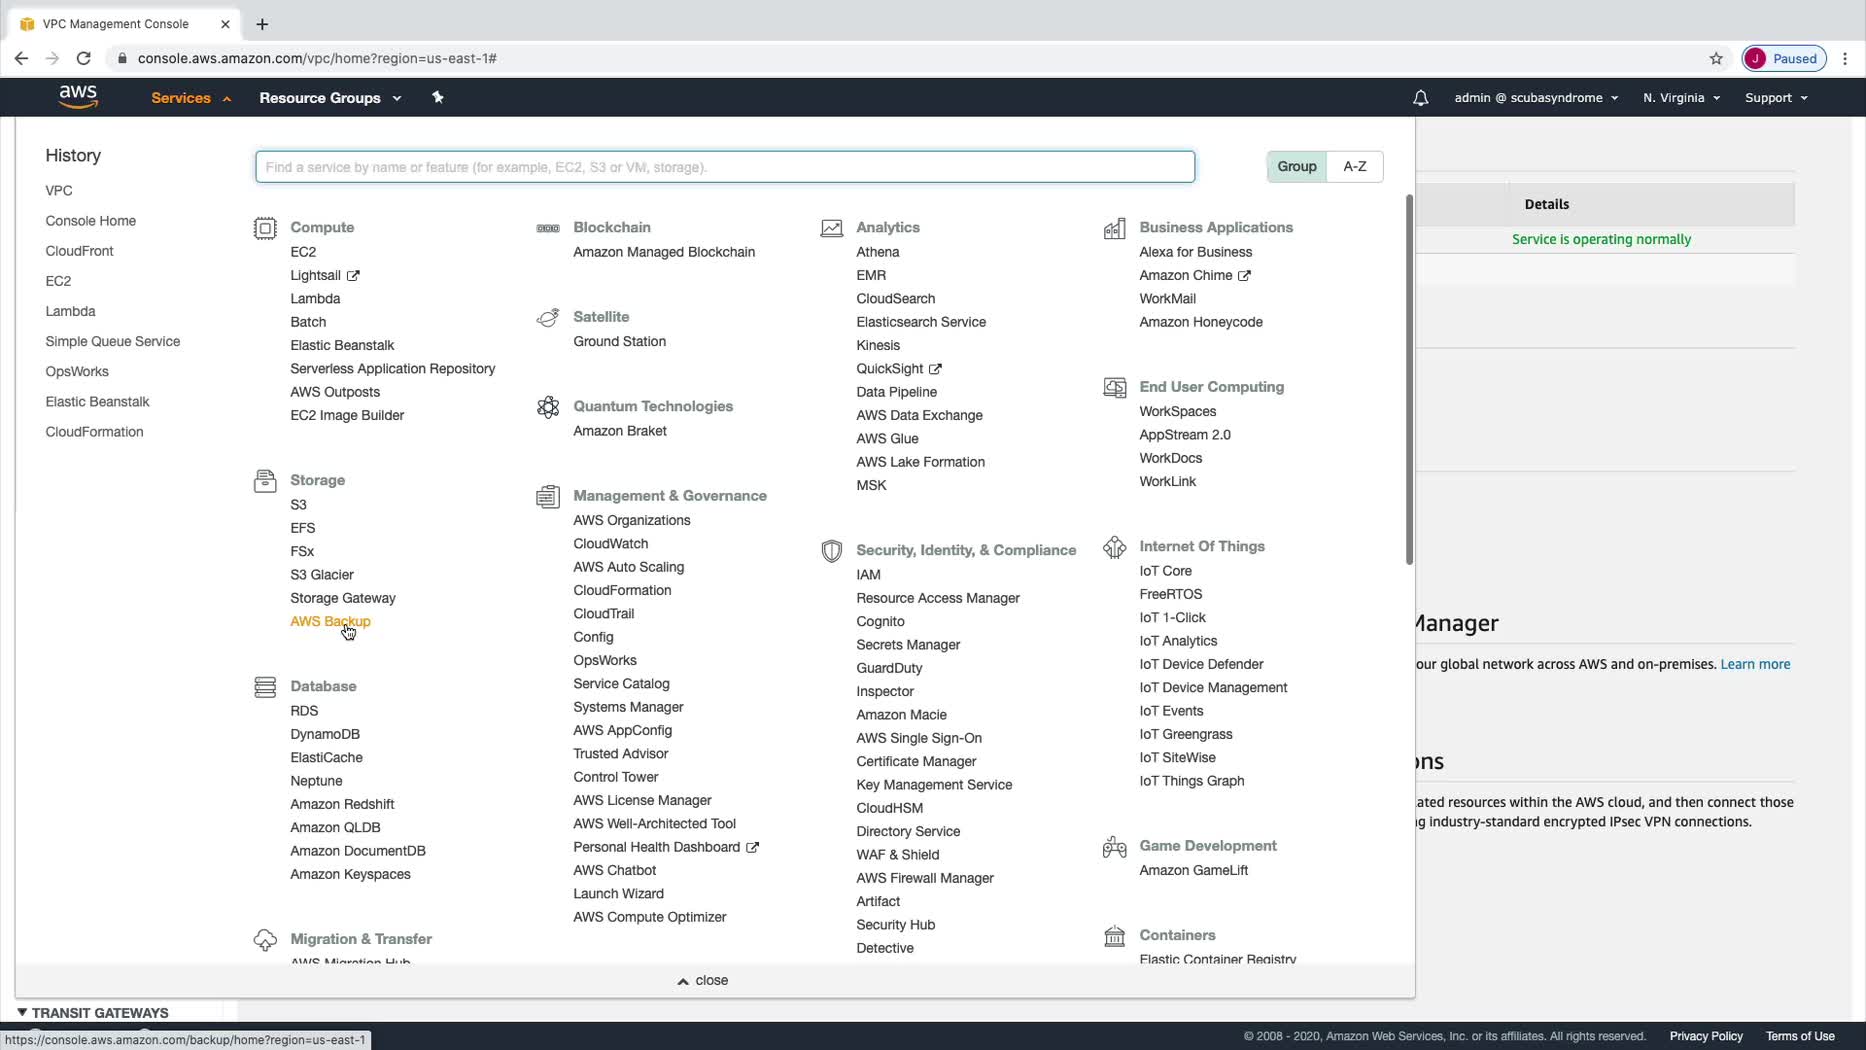 VPC Management Console
console.aws.amazon.com/vpc/home?region=us-east-1#
J Paused
aws
Services
Resource Groups
admin @ scubasyndrome
N. Virginia
Support
History
VPC
Console Home
CloudFront
EC2
Lambda
Simple Queue Service
OpsWorks
Elastic Beanstalk
CloudFormation
Find a service by name or feature (for example, EC2, S3 or VM, storage).
Group
A-Z
Compute
EC2
Lightsail
Lambda
Batch
Elastic Beanstalk
Serverless Application Repository
AWS Outposts
EC2 Image Builder
Storage
S3
EFS
FSx
S3 Glacier
Storage Gateway
AWS Backup
Database
RDS
DynamoDB
ElastiCache
Neptune
Amazon Redshift
Amazon QLDB
Amazon DocumentDB
Amazon Keyspaces
Migration & Transfer
AWS Migration Hub
Blockchain
Amazon Managed Blockchain
Satellite
Ground Station
Quantum Technologies
Amazon Braket
Management & Governance
AWS Organizations
CloudWatch
AWS Auto Scaling
CloudFormation
CloudTrail
Config
OpsWorks
Service Catalog
Systems Manager
AWS AppConfig
Trusted Advisor
Control Tower
AWS License Manager
AWS Well-Architected Tool
Personal Health Dashboard
AWS Chatbot
Launch Wizard
AWS Compute Optimizer
Analytics
Athena
EMR
CloudSearch
Elasticsearch Service
Kinesis
QuickSight
Data Pipeline
AWS Data Exchange
AWS Glue
AWS Lake Formation
MSK
Security, Identity, & Compliance
IAM
Resource Access Manager
Cognito
Secrets Manager
GuardDuty
Inspector
Amazon Macie
AWS Single Sign-On
Certificate Manager
Key Management Service
CloudHSM
Directory Service
WAF & Shield
AWS Firewall Manager
Artifact
Security Hub
Detective
Business Applications
Alexa for Business
Amazon Chime
WorkMail
Amazon Honeycode
End User Computing
WorkSpaces
AppStream 2.0
WorkDocs
WorkLink
Internet Of Things
IoT Core
FreeRTOS
IoT 1-Click
IoT Analytics
IoT Device Defender
IoT Device Management
IoT Events
IoT Greengrass
IoT SiteWise
IoT Things Graph
Game Development
Amazon GameLift
Containers
Elastic Container Registry
close
Details
Service is operating normally
Manager
our global network across AWS and on-premises. Learn more
ons
ated resources within the AWS cloud, and then connect those
g industry-standard encrypted IPsec VPN connections.
TRANSIT GATEWAYS
https://console.aws.amazon.com/backup/home?region=us-east-1
© 2008 - 2020, Amazon Web Services, Inc. or its affiliates. All rights reserved.
Privacy Policy
Terms of Use